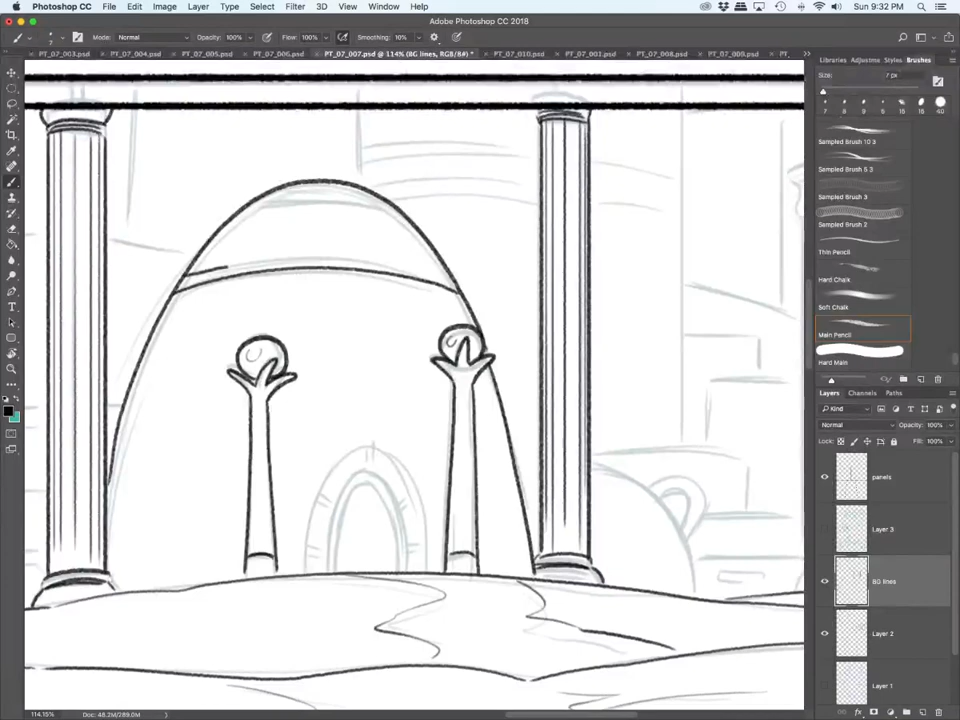 Photoshop CC File Edit Image Layer Type Select Filter 3D View Window Help
Sun 9:32 PM
Adobe Photoshop CC 2018
Mode: Normal Opacity: 100% Flow: 100% Smoothing: 10%
PT_07_003.psd PT_07_004.psd PT_07_005.psd PT_07_006.psd PT_07_007.psd @ 114% (BG lines, RGB/8#) * PT_07_010.psd PT_07_008.psd
Libraries Styles Brushes
Size: 7 px
Sampled Brush 10 3
Sampled Brush 5 3
Sampled Brush 3
Sampled Brush 2
Thin Pencil
Hard Chalk
Soft Chalk
Main Pencil
Hard Main
Layers Channels Paths
Kind
Normal Opacity: 100%
Lock: Fill: 100%
panels
Layer 3
BG lines
Layer 2
Layer 1
114.15% Doc: 48.2M/289.0M